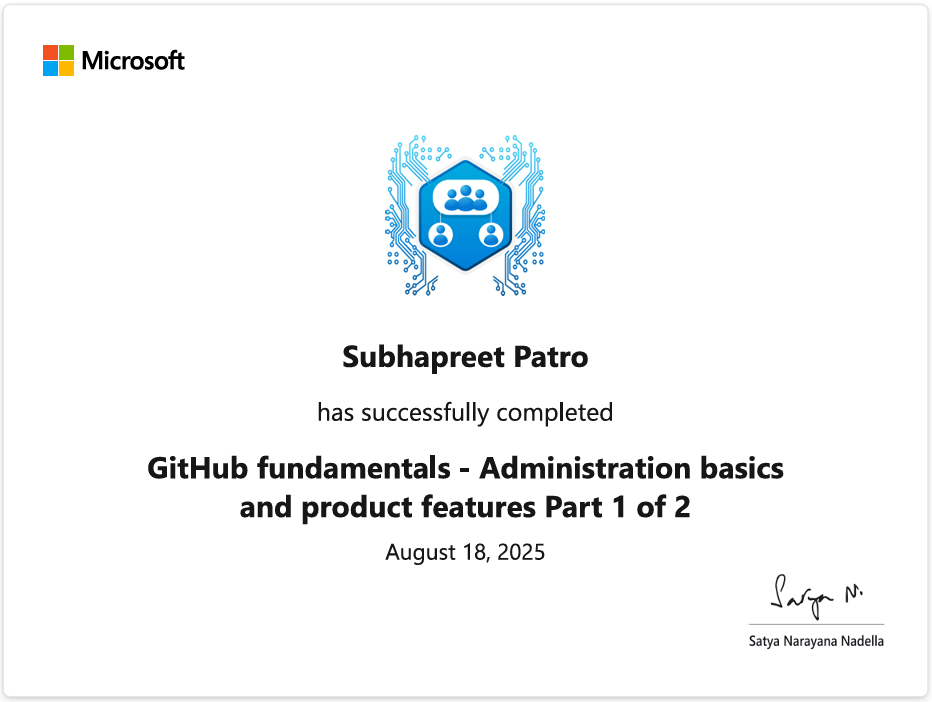 Microsoft
Subhapreet Patro
has successfully completed
GitHub fundamentals - Administration basics
and product features Part 1 of 2
August 18, 2025
Satya N.
Satya Narayana Nadella